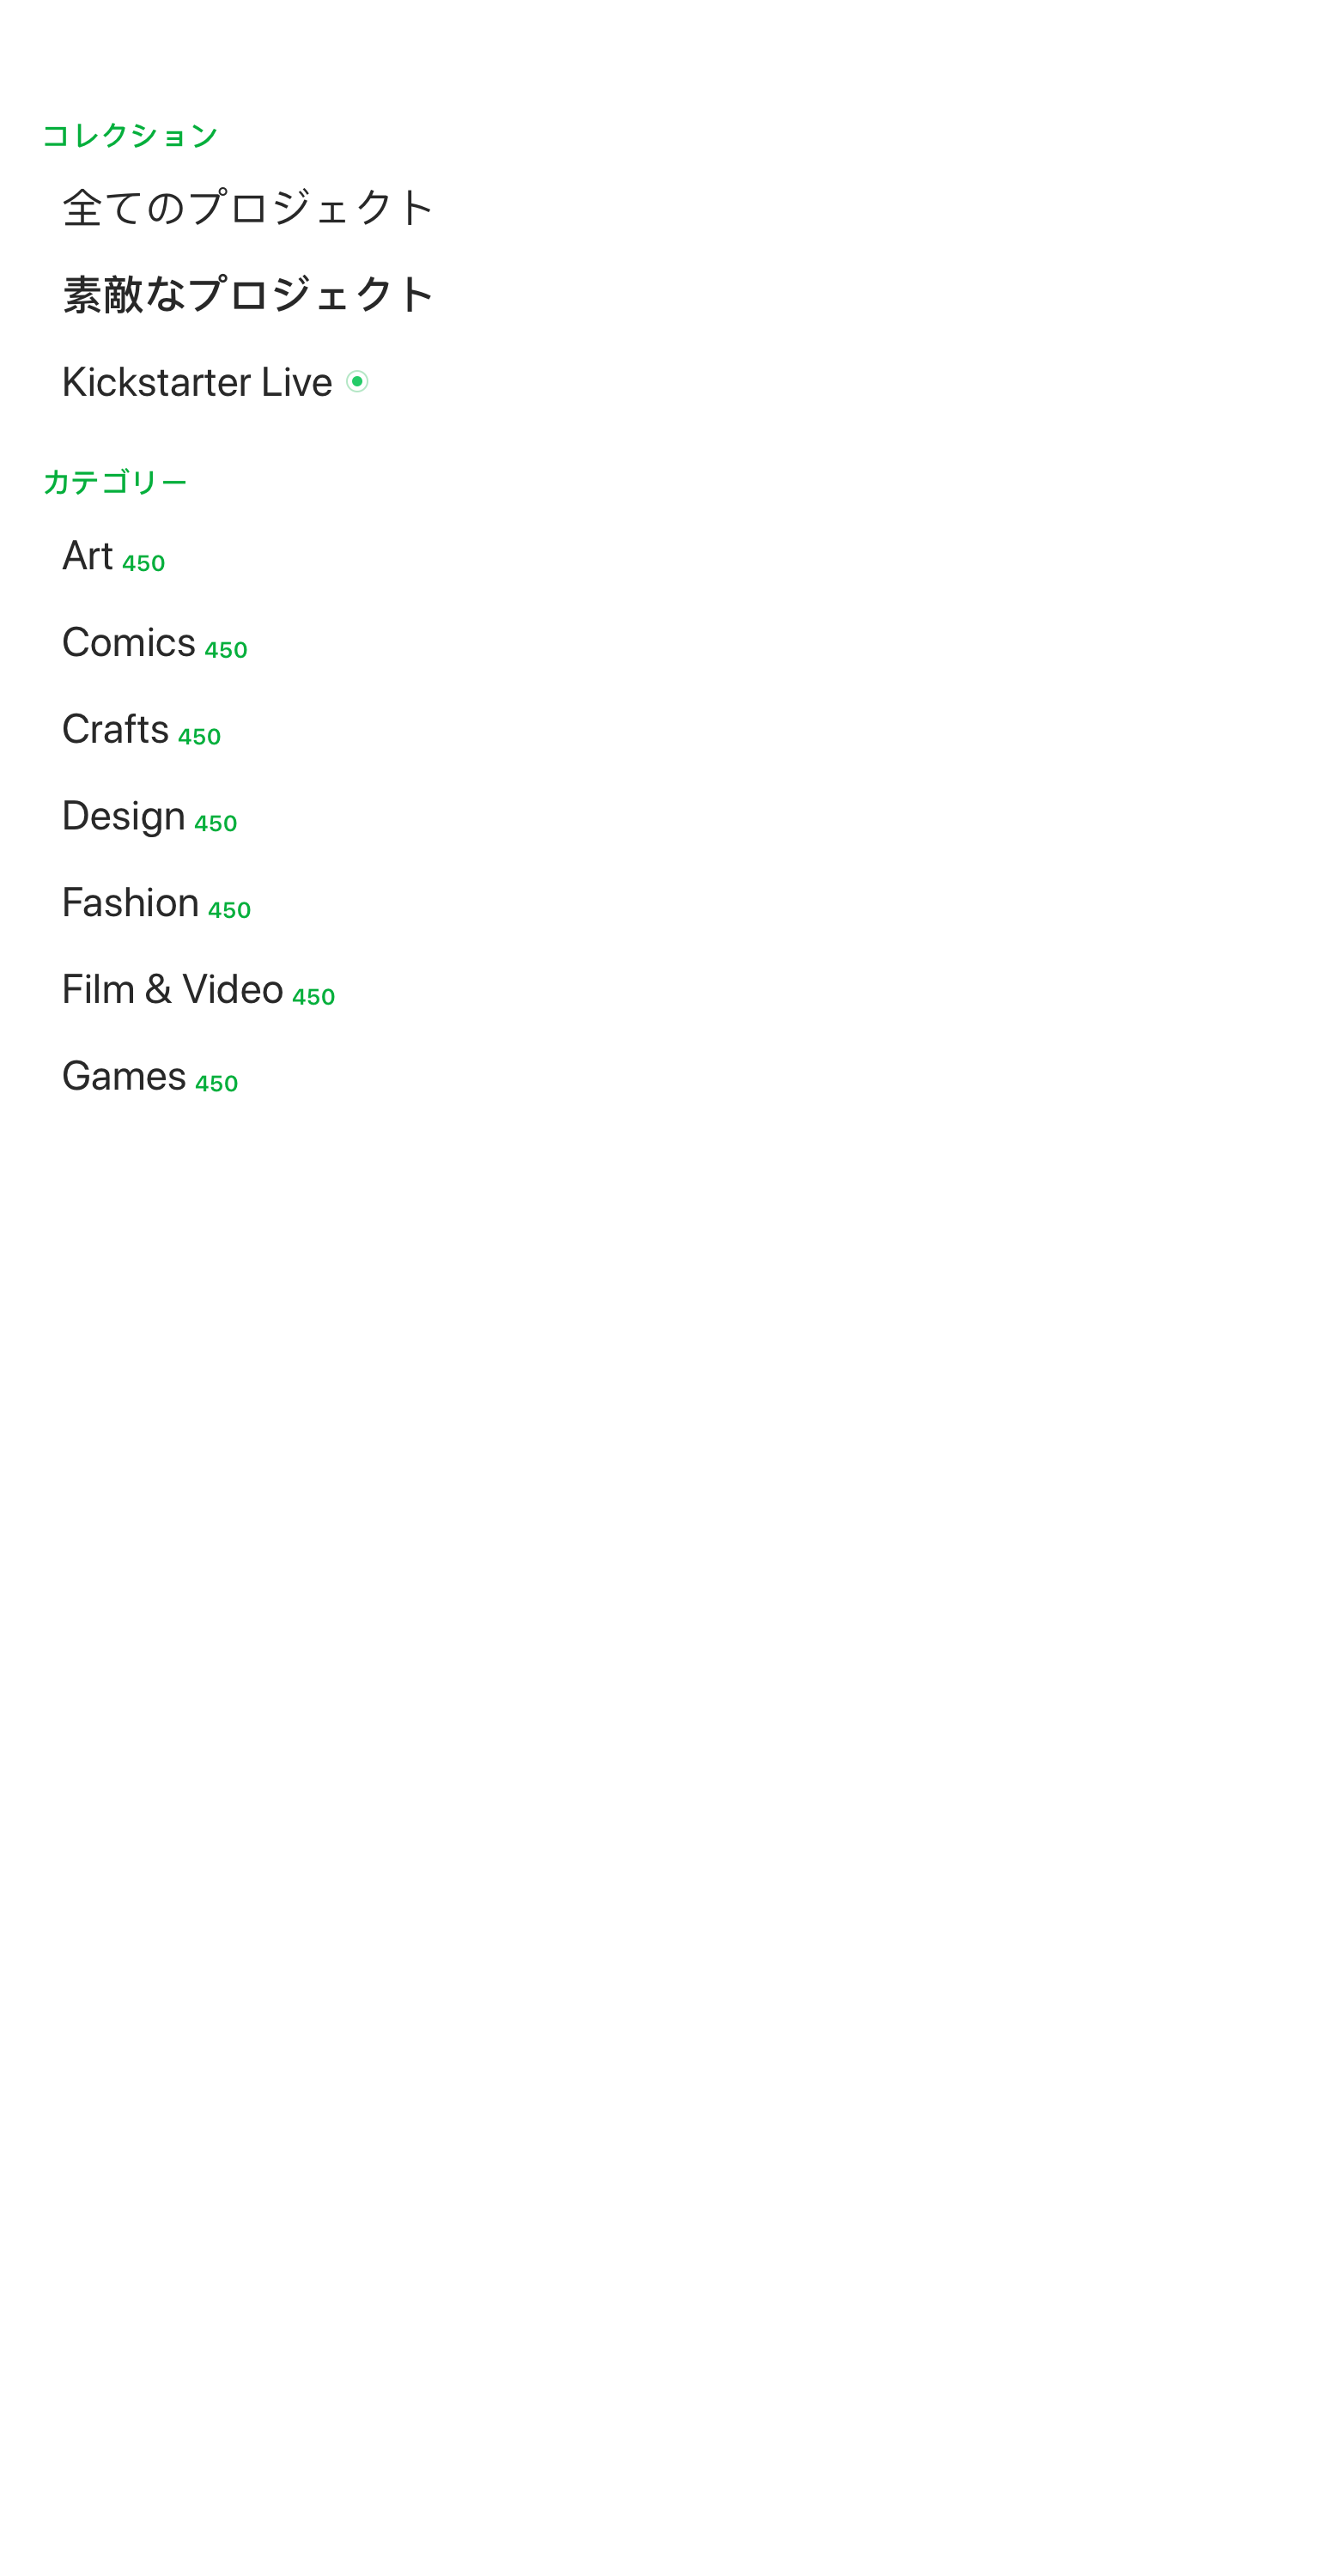 コレクション
全てのプロジェクト
素敵なプロジェクト
Kickstarter Live
カテゴリー
Art 450
Comics 450
Crafts 450
Design 450
Fashion 450
Film & Video 450
Games 450